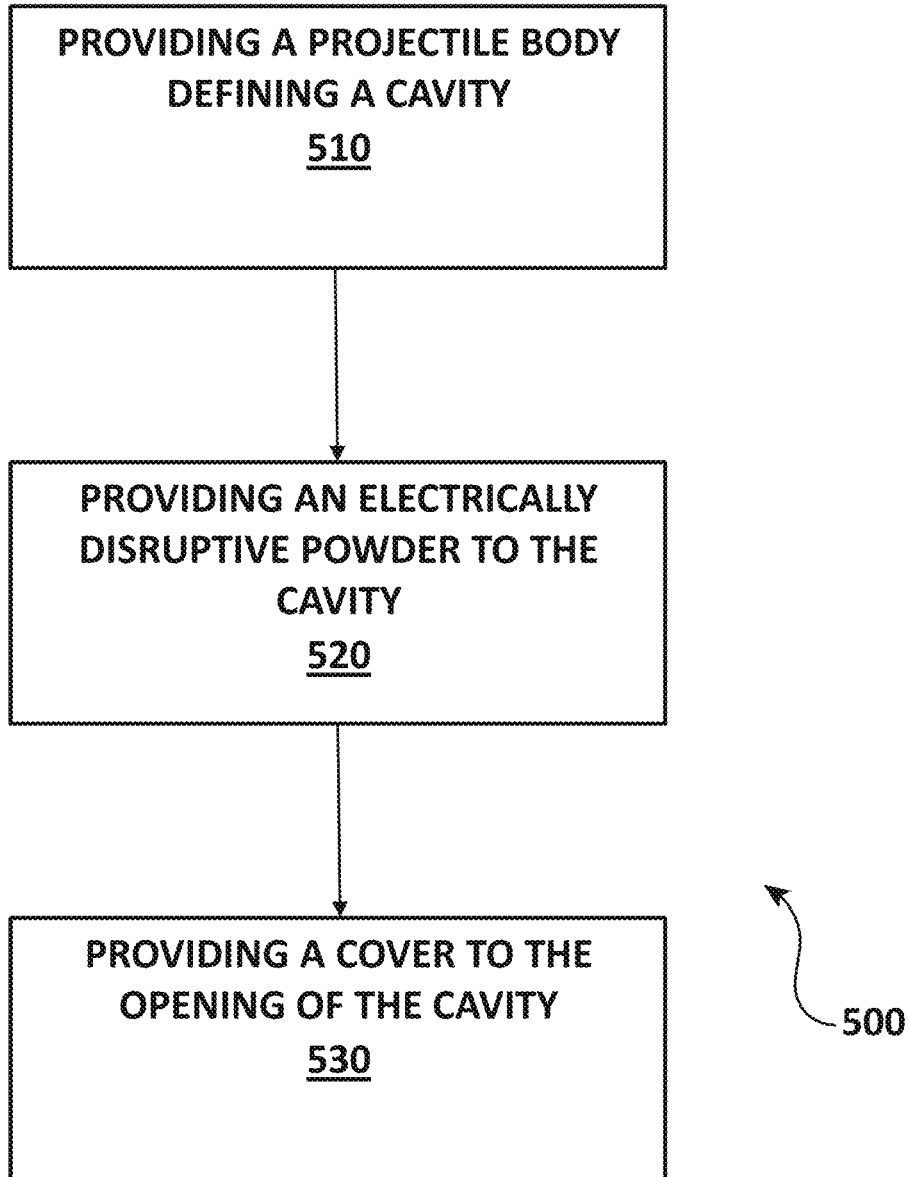 PROVIDING A PROJECTILE BODY
DEFINING A CAVITY
510
PROVIDING AN ELECTRICALLY
DISRUPTIVE POWDER TO THE
CAVITY
520
PROVIDING A COVER TO THE
OPENING OF THE CAVITY
530
500